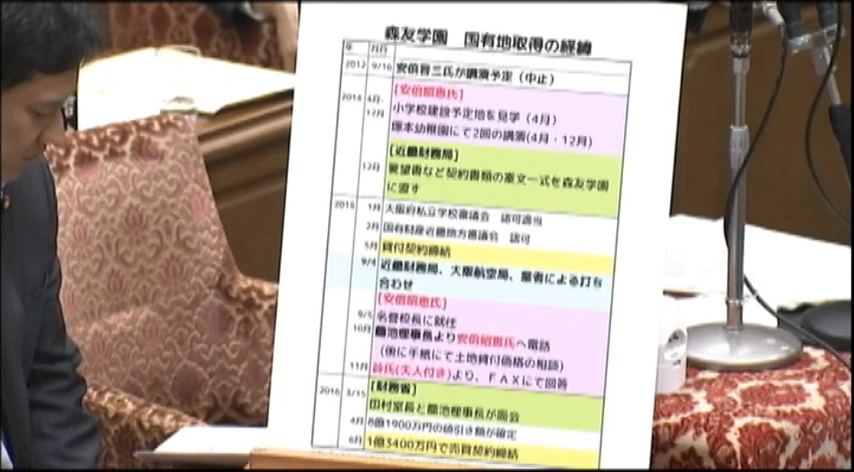 森友学園 国有地取得の経緯
年 月日
2012 9/16 安倍晋三氏が講演予定(中止)
[安倍昭恵氏]
2014 4月・ 小学校建設予定地を見学(4月)
12月 塚本幼稚園にて2回の講演(4月・12月)
[近畿財務局]
12月 要望書など契約書類の案文一式を森友学園
に渡す
2015 1月 大阪府私立学校審議会 認可適当
2月 国有財産近畿地方審議会 認可
5月 貸付契約締結
9/4 近畿財務局、大阪航空局、業者による打ち
合わせ
[安倍昭恵氏]
9/5 名誉校長に就任
10月 籠池理事長より安倍昭恵氏へ電話
(後に手紙にて土地貸付価格の相談)
11月 谷氏(夫人付き)より、FAXにて回答
[財務省]
2016 3/15 田村室長と籠池理事長が面会
4月 8億1900万円の値引き額が確定
6月 1億3400万円で売買契約締結